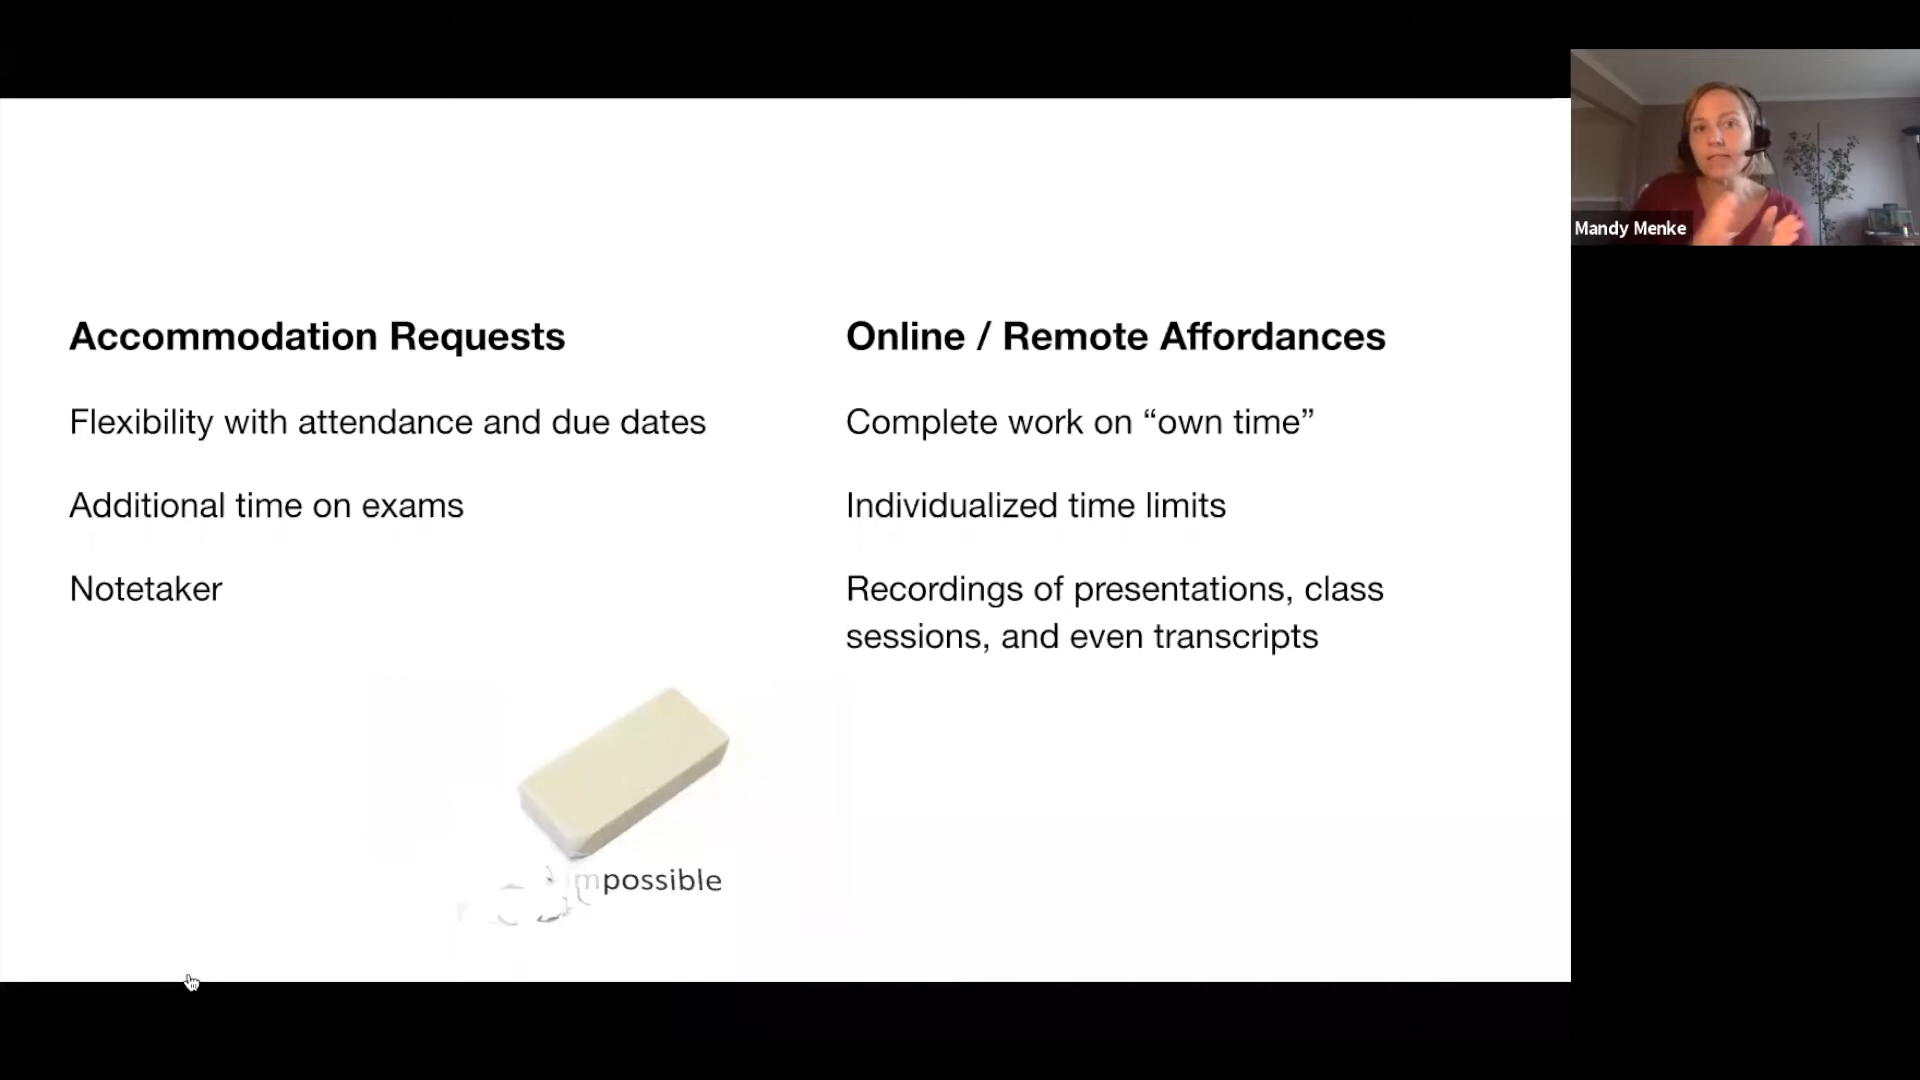 Accommodation Requests
Flexibility with attendance and due dates
Additional time on exams
Notetaker
Online / Remote Affordances
Complete work on “own time”
Individualized time limits
Recordings of presentations, class
sessions, and even transcripts
mpossible
Mandy Menke